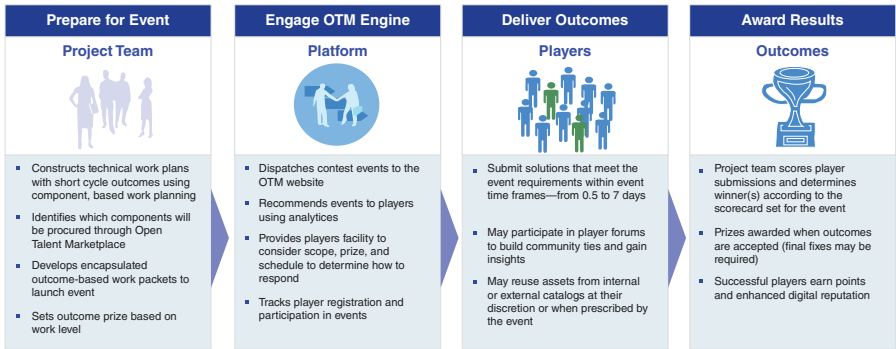 Prepare for Event
Project Team
Constructs technical work plans
with short cycle outcomes using
component, based work planning
Identifies which components will
be procured through Open
Talent Marketplace
Develops encapsulated
outcome-based work packets to
launch event
Sets outcome prize based on
work level
Engage OTM Engine
Platform
Dispatches contest events to the
OTM website
Recommends events to players
using analytics
Provides players facility to
consider scope, prize, and
schedule to determine how to
respond
Tracks player registration and
participation in events
Deliver Outcomes
Players
Submit solutions that meet the
event requirements within event
time frames—from 0.5 to 7 days
May participate in player forums
to build community ties and gain
insights
May reuse assets from internal
or external catalogs at their
discretion or when prescribed by
the event
Award Results
Outcomes
Project team scores player
submissions and determines
winner(s) according to the
scorecard set for the event
Prizes awarded when outcomes
are accepted (final fixes may be
required)
Successful players earn points
and enhanced digital reputation